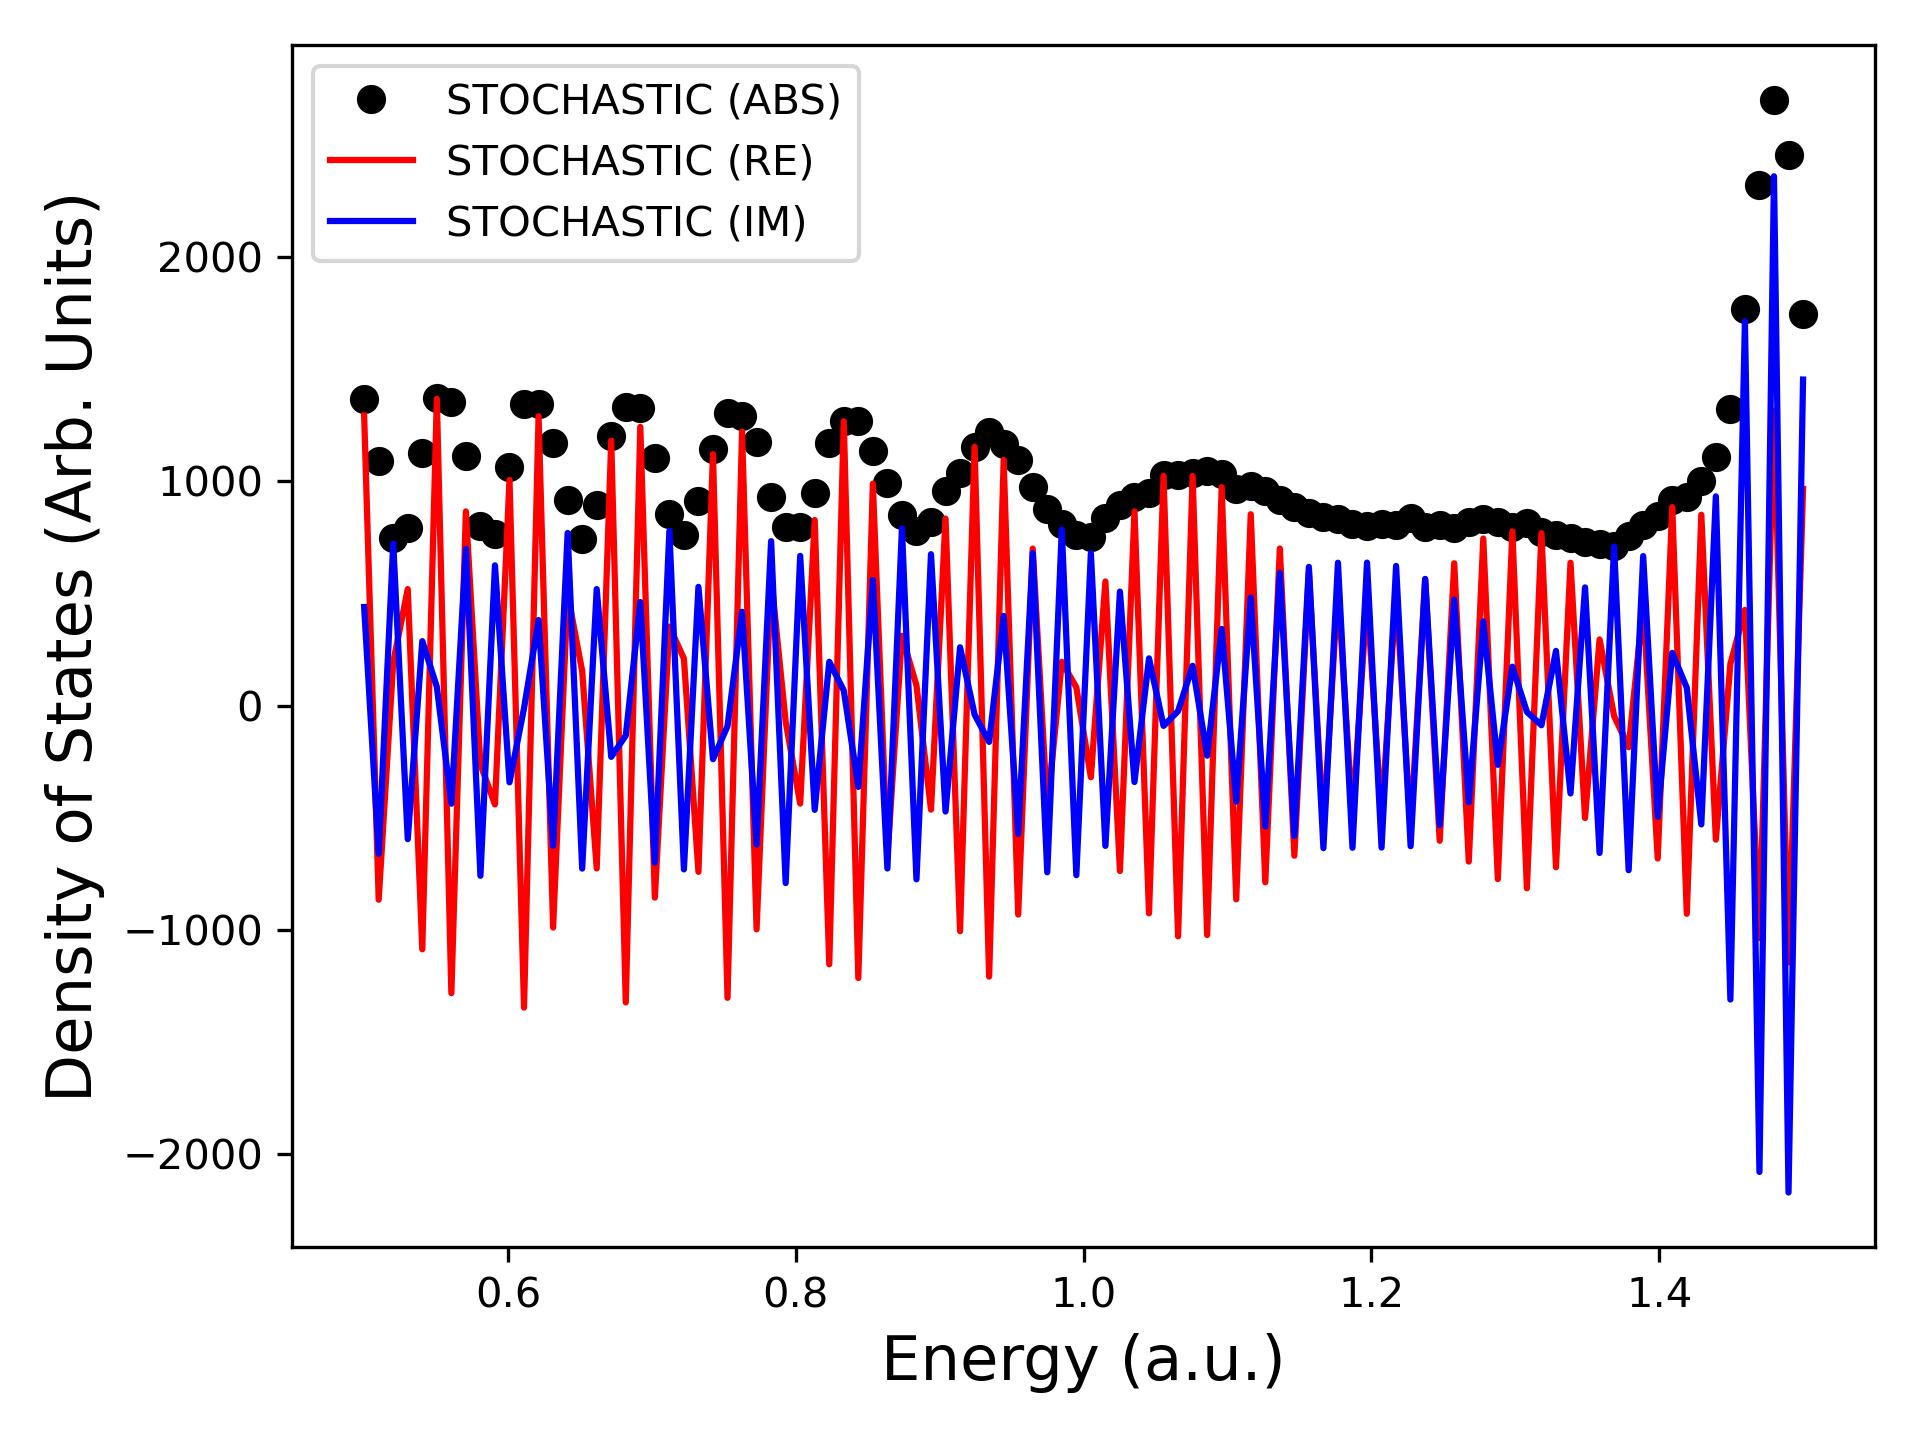 STOCHASTIC (ABS)
STOCHASTIC (RE)
STOCHASTIC (IM)
Density of States (Arb. Units)
2000
1000
0
−1000
−2000
0.6 0.8 1.0 1.2 1.4
Energy (a.u.)